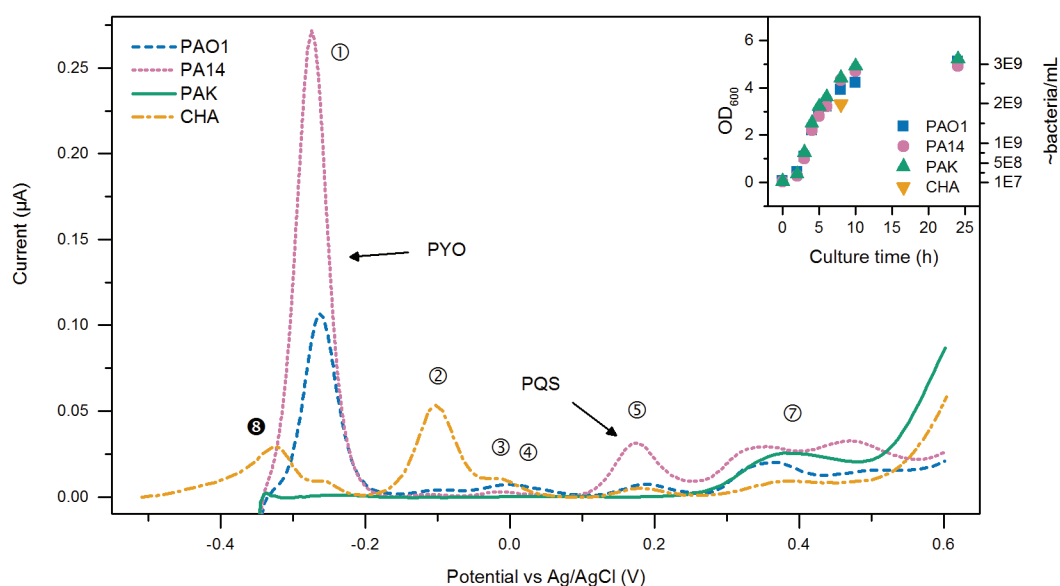 PAO1
PA14
PAK
CHA
①
PYO
②
③
④
PQS
⑤
⑦
❽
0.25
0.20
0.15
0.10
0.05
0.00
Current (µA)
-0.4
-0.2
0.0
0.2
0.4
0.6
Potential vs Ag/AgCl (V)
6
4
2
0
OD600
3E9
2E9
1E9
5E8
1E7
~bacteria/mL
PAO1
PA14
PAK
CHA
0
5
10
15
20
25
Culture time (h)